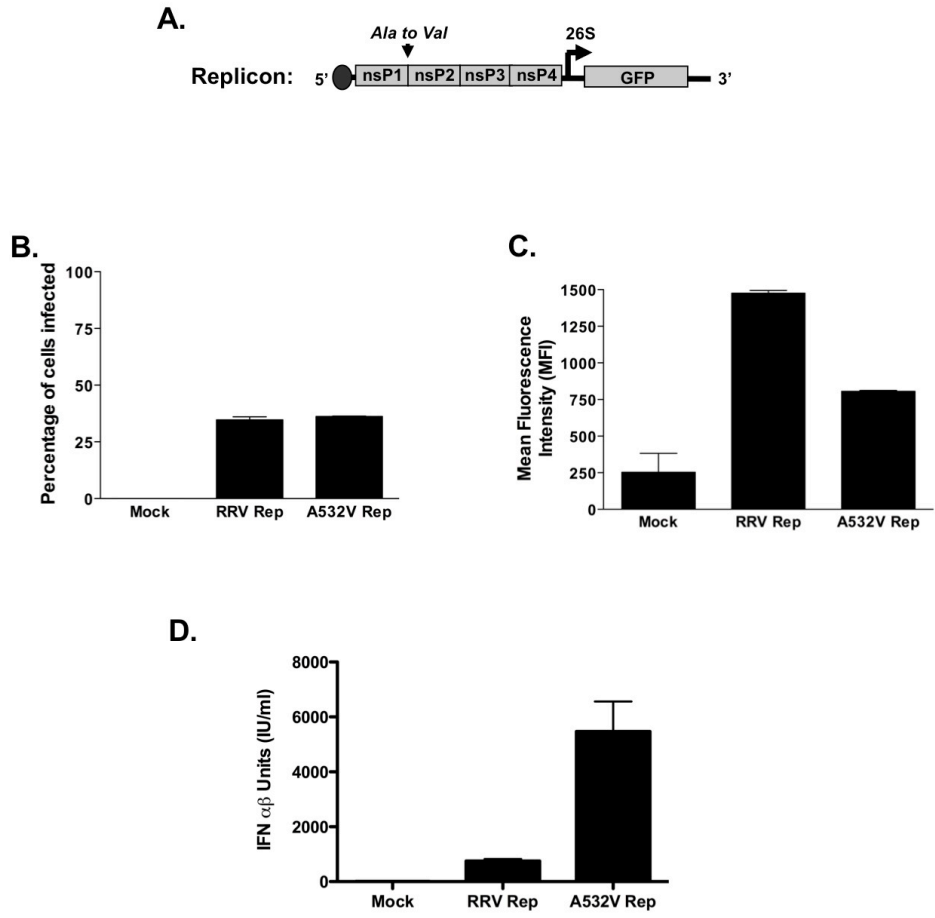 A.
Ala to Val
26S
Replicon: 5' nsP1 nsP2 nsP3 nsP4 GFP 3'
B.
Percentage of cells infected
100
75
50
25
0
Mock RRV Rep A532V Rep
C.
Mean Fluorescence
Intensity (MFI)
1500
1250
1000
750
500
250
0
Mock RRV Rep A532V Rep
D.
IFN αβ Units (IU/ml)
8000
6000
4000
2000
0
Mock RRV Rep A532V Rep